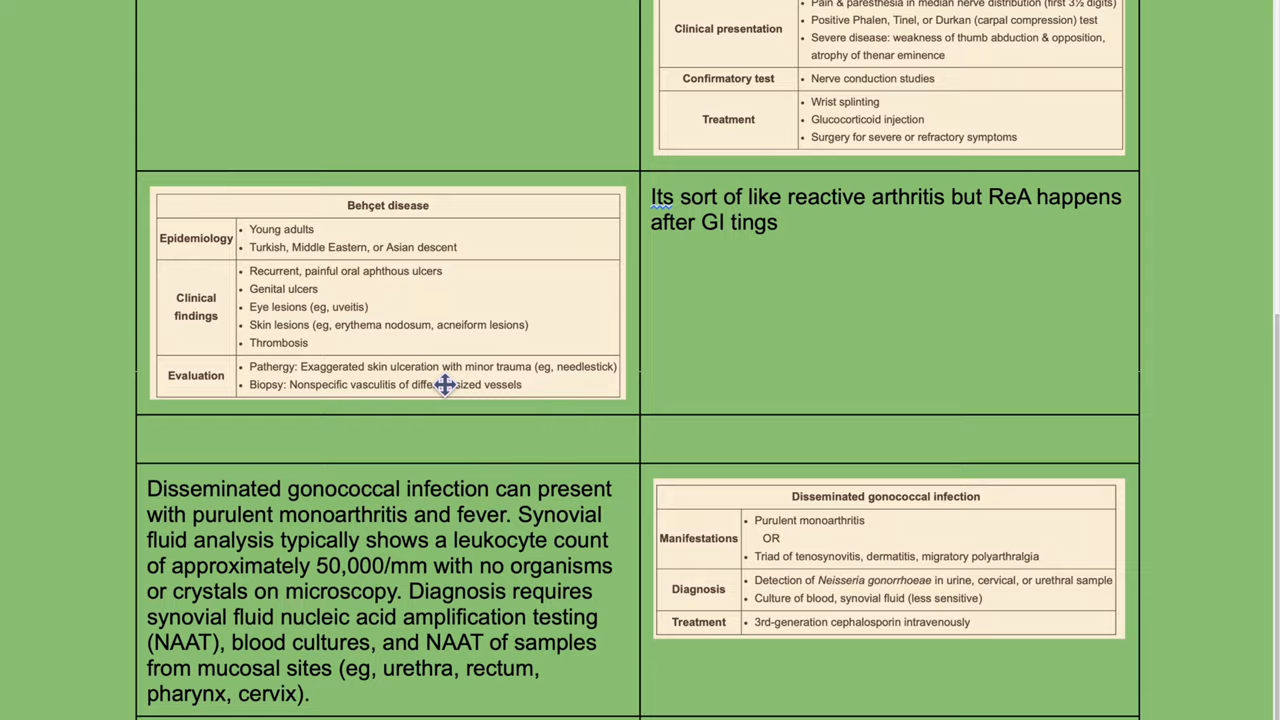 Pain & paresthesia in median nerve distribution (first 3½ digits)
Clinical presentation
• Positive Phalen, Tinel, or Durkan (carpal compression) test
• Severe disease: weakness of thumb abduction & opposition,
atrophy of thenar eminence
Confirmatory test
• Nerve conduction studies
Treatment
• Wrist splinting
• Glucocorticoid injection
• Surgery for severe or refractory symptoms
Behçet disease
Epidemiology
• Young adults
• Turkish, Middle Eastern, or Asian descent
Clinical
findings
• Recurrent, painful oral aphthous ulcers
• Genital ulcers
• Eye lesions (eg, uveitis)
• Skin lesions (eg, erythema nodosum, acneiform lesions)
• Thrombosis
Evaluation
• Pathergy: Exaggerated skin ulceration with minor trauma (eg, needlestick)
• Biopsy: Nonspecific vasculitis of sized vessels
Its sort of like reactive arthritis but ReA happens
after GI tings
Disseminated gonococcal infection can present
with purulent monoarthritis and fever. Synovial
fluid analysis typically shows a leukocyte count
of approximately 50,000/mm with no organisms
or crystals on microscopy. Diagnosis requires
synovial fluid nucleic acid amplification testing
(NAAT), blood cultures, and NAAT of samples
from mucosal sites (eg, urethra, rectum,
pharynx, cervix).
Disseminated gonococcal infection
Manifestations
• Purulent monoarthritis
OR
• Triad of tenosynovitis, dermatitis, migratory polyarthralgia
Diagnosis
• Detection of Neisseria gonorrhoeae in urine, cervical, or urethral sample
• Culture of blood, synovial fluid (less sensitive)
Treatment
• 3rd-generation cephalosporin intravenously